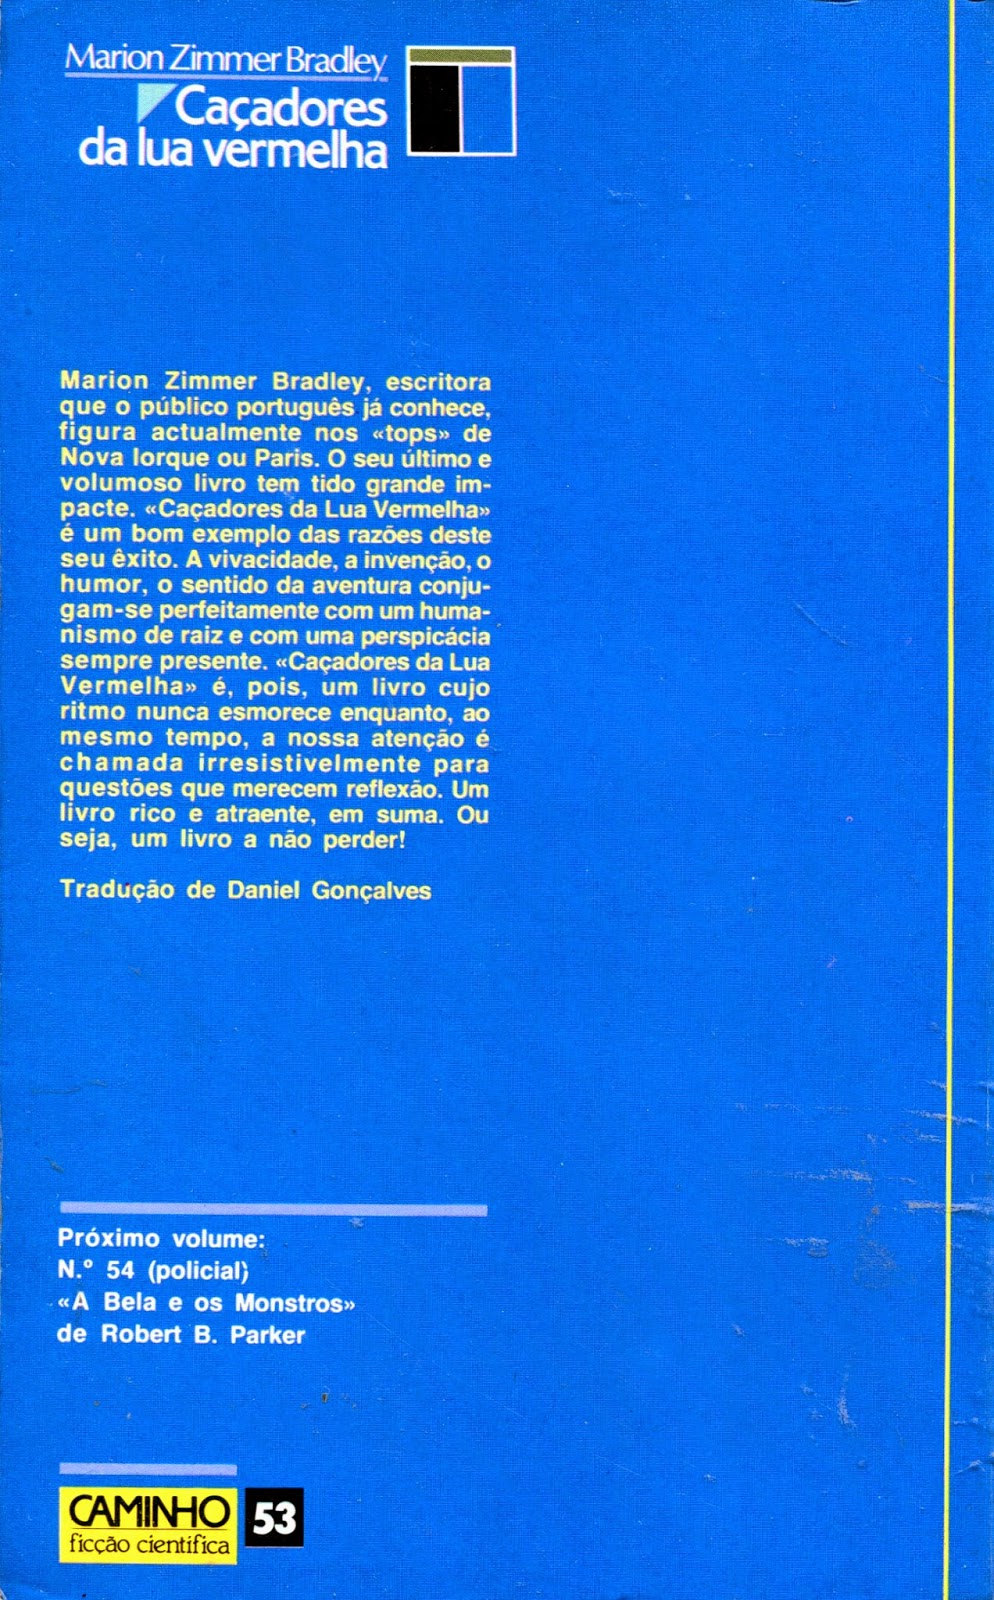 Marion Zimmer Bradley
Caçadores
da lua vermelha
Marion Zimmer Bradley, escritora
que o público português já conhece,
figura actualmente nos «tops» de
Nova Iorque ou Paris. O seu último e
volumoso livro tem tido grande im-
pacte. «Caçadores da Lua Vermelha»
é um bom exemplo das razões deste
seu êxito. A vivacidade, a invenção, o
humor, o sentido da aventura conju-
gam-se perfeitamente com um huma-
nismo de raiz e com uma perspicácia
sempre presente. «Caçadores da Lua
Vermelha» é, pois, um livro cujo
ritmo nunca esmorece enquanto, ao
mesmo tempo, a nossa atenção é
chamada irresistivelmente para
questões que merecem reflexão. Um
livro rico e atraente, em suma. Ou
seja, um livro a não perder!
Tradução de Daniel Gonçalves
Próximo volume:
N.º 54 (policial)
«A Bela e os Monstros»
de Robert B. Parker
CAMINHO
ficção científica
53